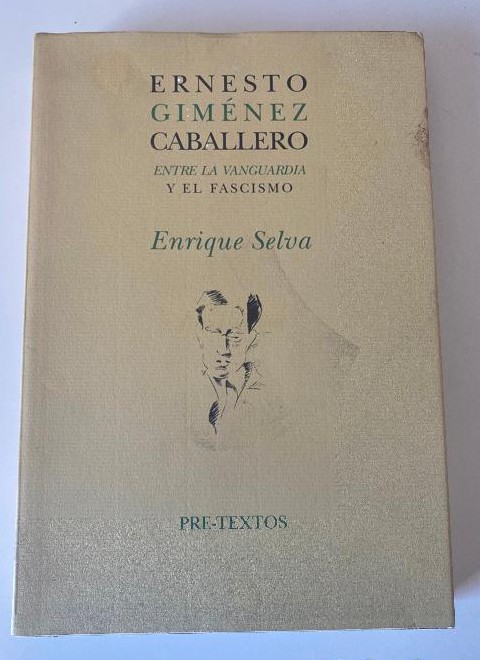 ERNESTO
GIMÉNEZ
CABALLERO
ENTRE LA VANGUARDIA
Y EL FASCISMO
Enrique Selva
PRE-TEXTOS